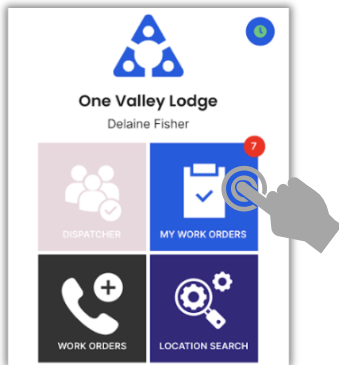 One Valley Lodge
Delaine Fisher
7
DISPATCHER
MY WORK ORDERS
WORK ORDERS
LOCATION SEARCH